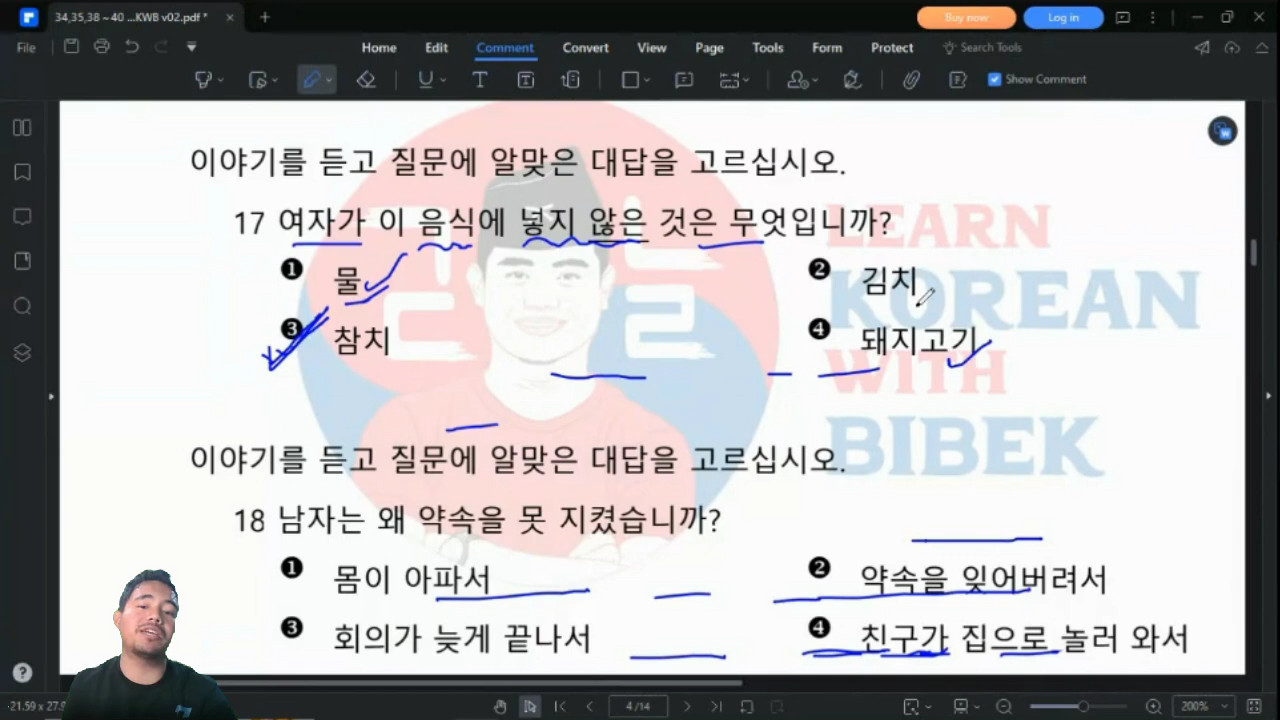 34,35,38 ~ 40 ...KWB v02.pdf *
Buy now
Log in
File
Home Edit Comment Convert View Page Tools Form Protect Search Tools
Show Comment
이야기를 듣고 질문에 알맞은 대답을 고르십시오.
17 여자가 이 음식에 넣지 않은 것은 무엇입니까?
❶ 물
❷ 김치
❸ 참치
❹ 돼지고기
LEARN
KOREAN
WITH
BIBEK
이야기를 듣고 질문에 알맞은 대답을 고르십시오.
18 남자는 왜 약속을 못 지켰습니까?
❶ 몸이 아파서
❷ 약속을 잊어버려서
❸ 회의가 늦게 끝나서
❹ 친구가 집으로 놀러 와서
4 /14
200%